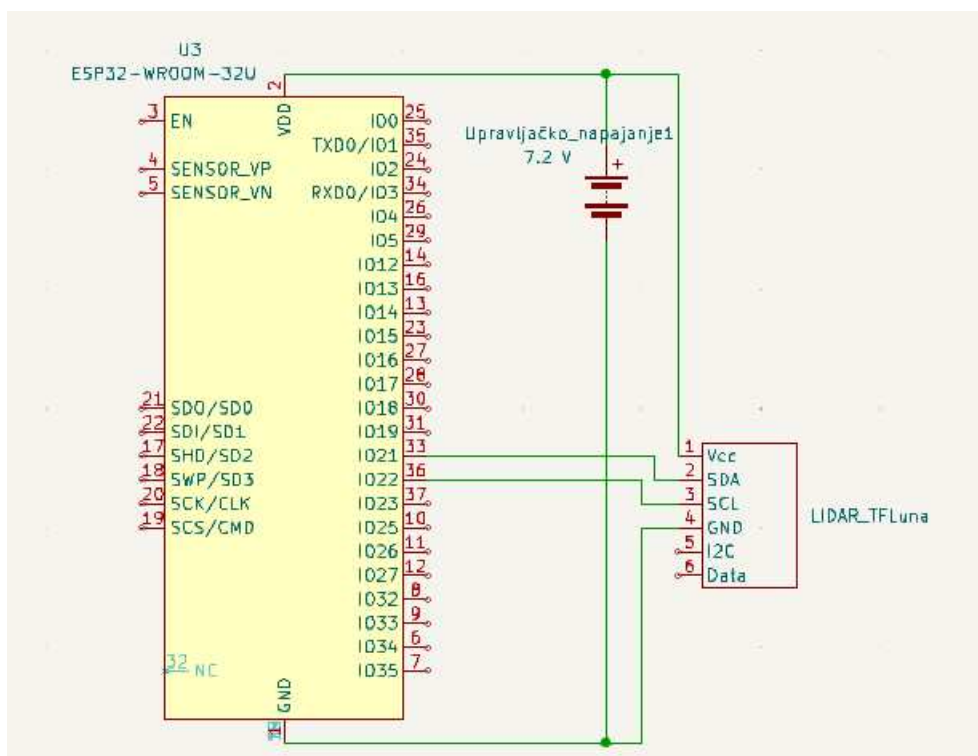 U3
ESP32-WROOM-32U
2
VDD
3 EN
4 SENSOR_VP
5 SENSOR_VN
21 SDO/SD0
22 SDI/SD1
17 SHD/SD2
18 SWP/SD3
20 SCK/CLK
19 SCS/CMD
32 NC
IO0 25
TXD0/IO1 35
IO2 24
RXD0/IO3 34
IO4 26
IO5 29
IO12 14
IO13 16
IO14 13
IO15 23
IO16 27
IO17 28
IO18 30
IO19 31
IO21 33
IO22 36
IO23 37
IO25 10
IO26 11
IO27 12
IO32 8
IO33 9
IO34 6
IO35 7
GND
Upravljačko_napajanje1
7.2 V
+
1 Vcc
2 SDA
3 SCL
4 GND
5 I2C
6 Data
LIDAR_TFLuna